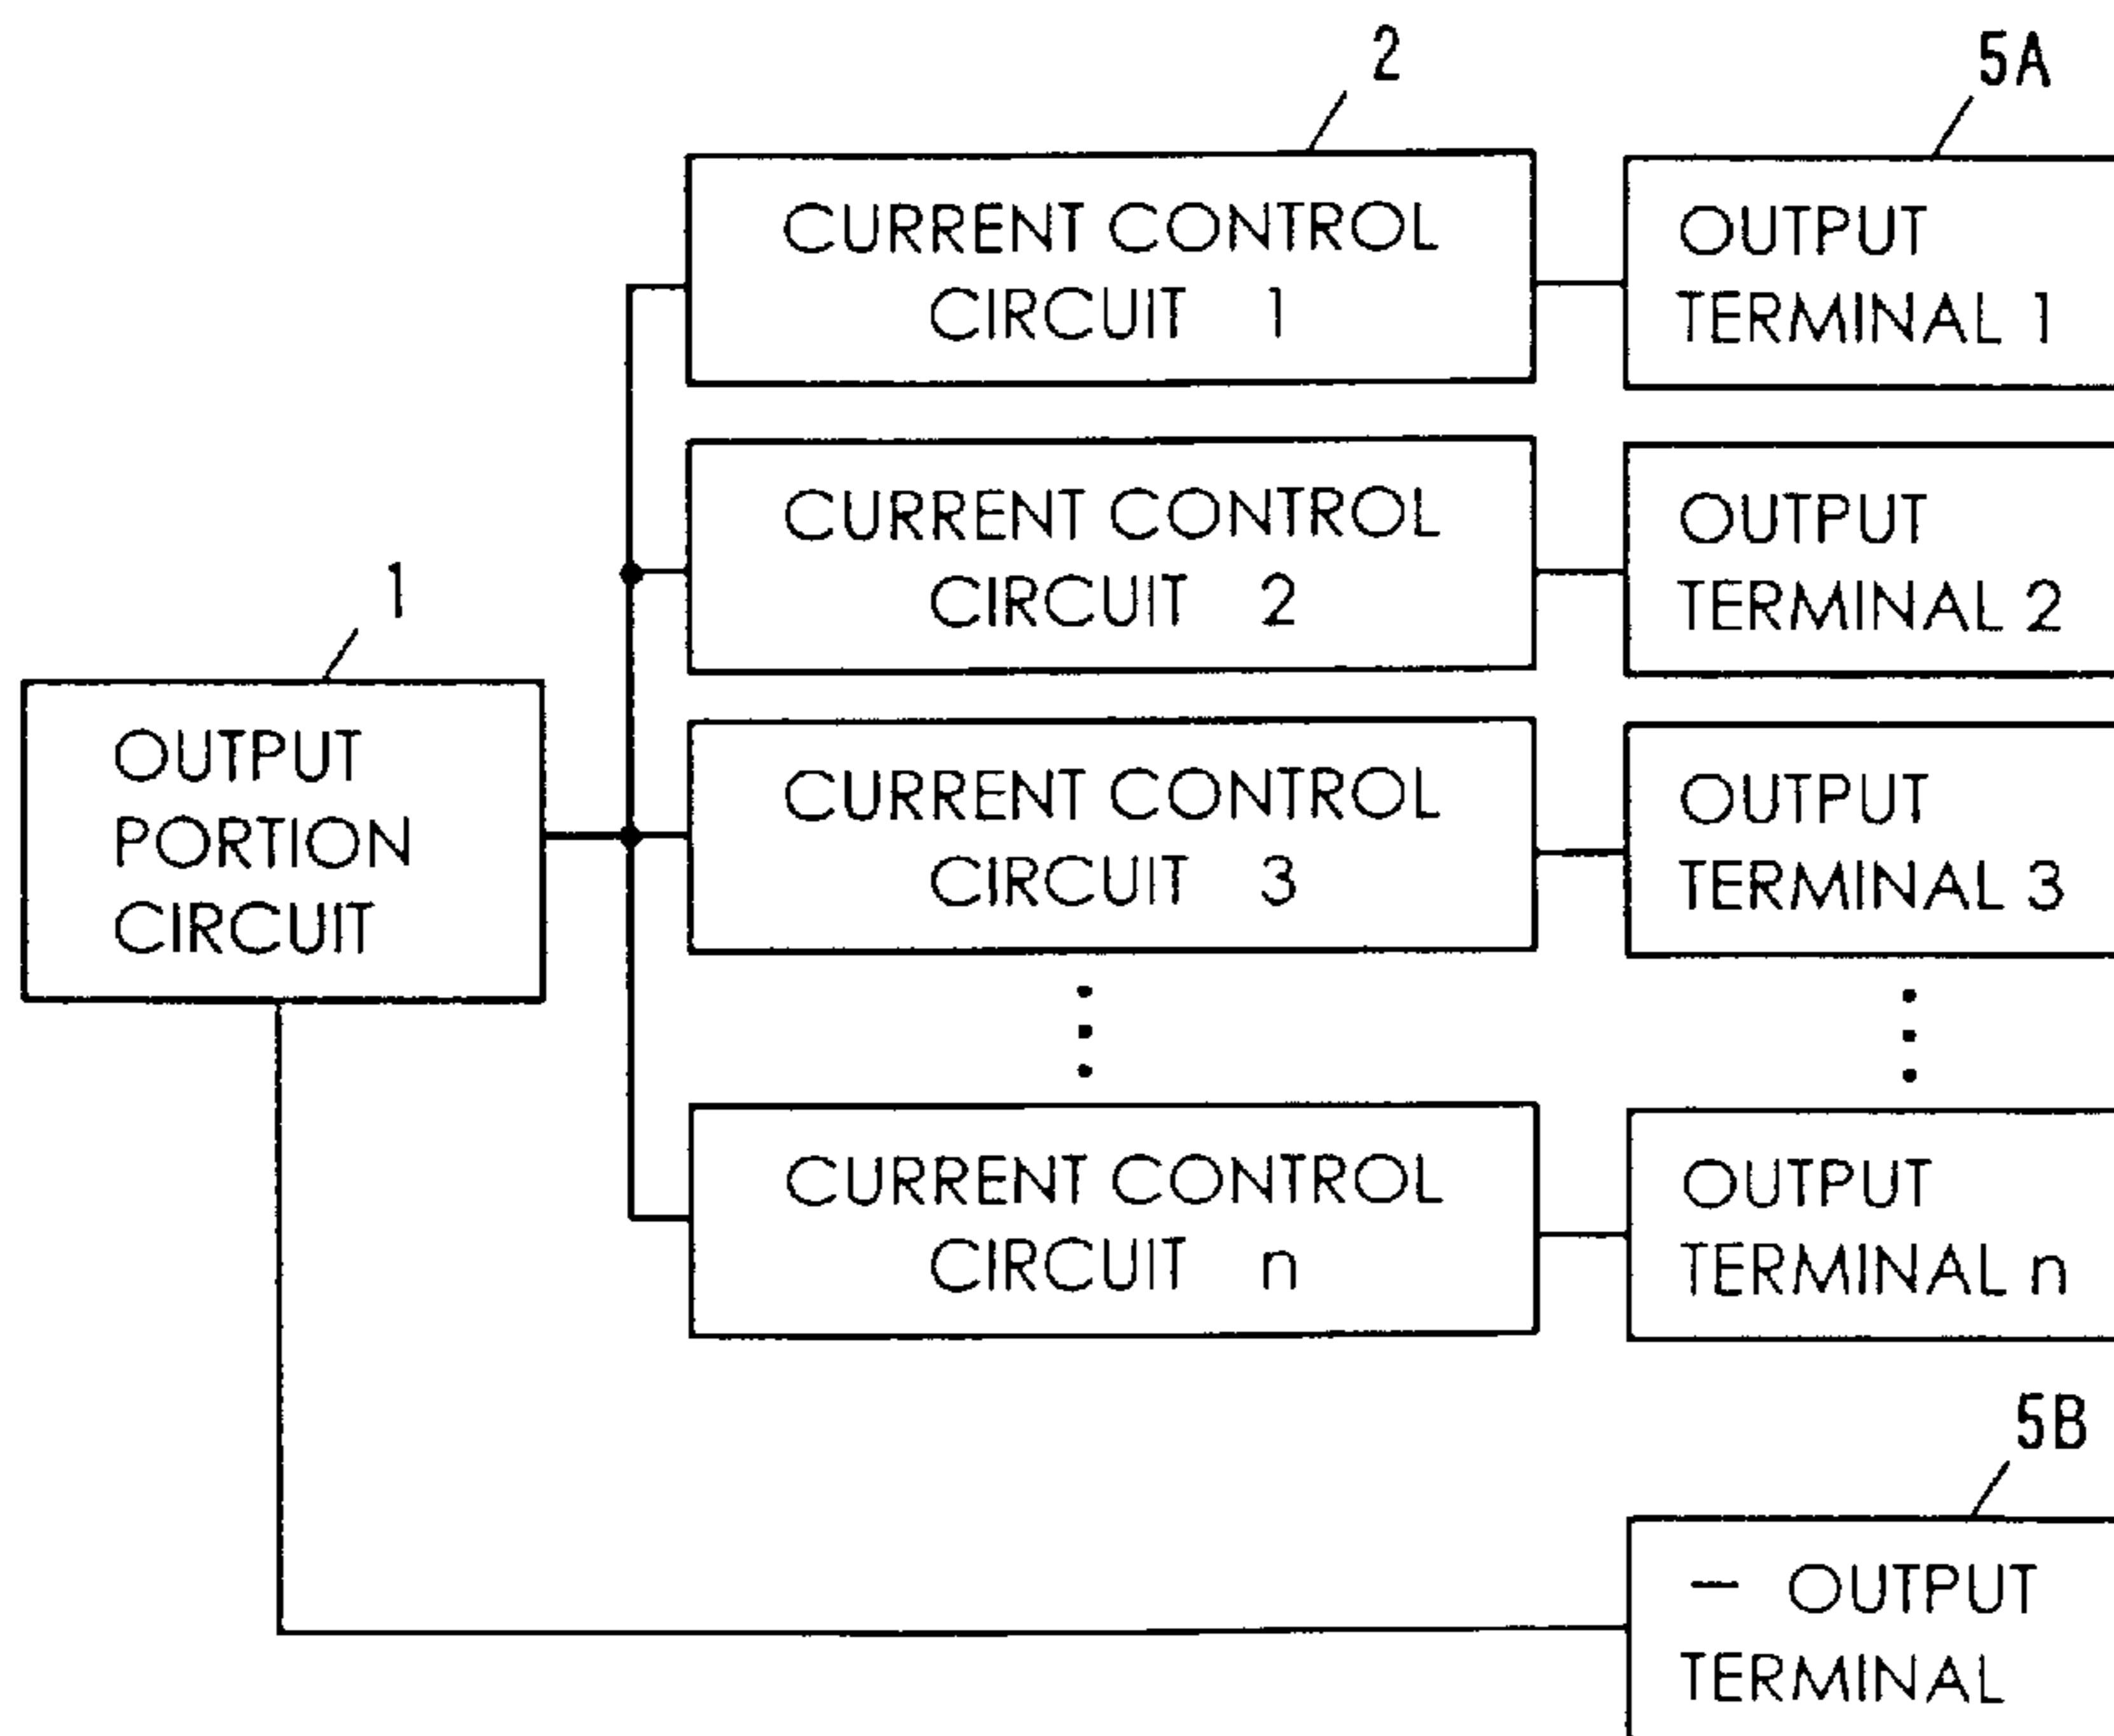 2
5A
CURRENT CONTROL
CIRCUIT 1
OUTPUT
TERMINAL 1
CURRENT CONTROL
CIRCUIT 2
OUTPUT
TERMINAL 2
1
OUTPUT
PORTION
CIRCUIT
CURRENT CONTROL
CIRCUIT 3
OUTPUT
TERMINAL 3
CURRENT CONTROL
CIRCUIT n
OUTPUT
TERMINAL n
5B
— OUTPUT
TERMINAL